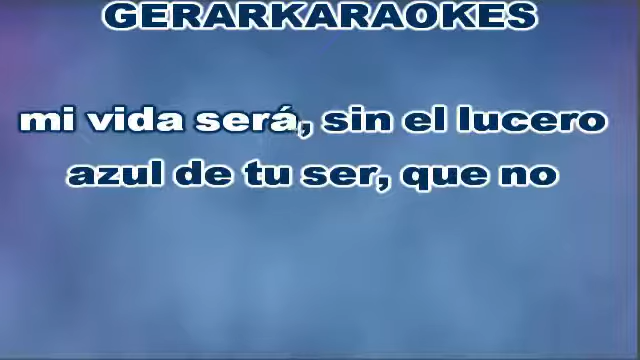 GERARKARAOKES
mi vida será, sin el lucero
azul de tu ser, que no